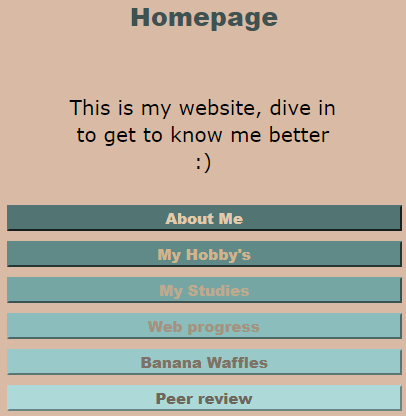 Homepage
This is my website, dive in
to get to know me better
:)
About Me
My Hobby's
My Studies
Web progress
Banana Waffles
Peer review